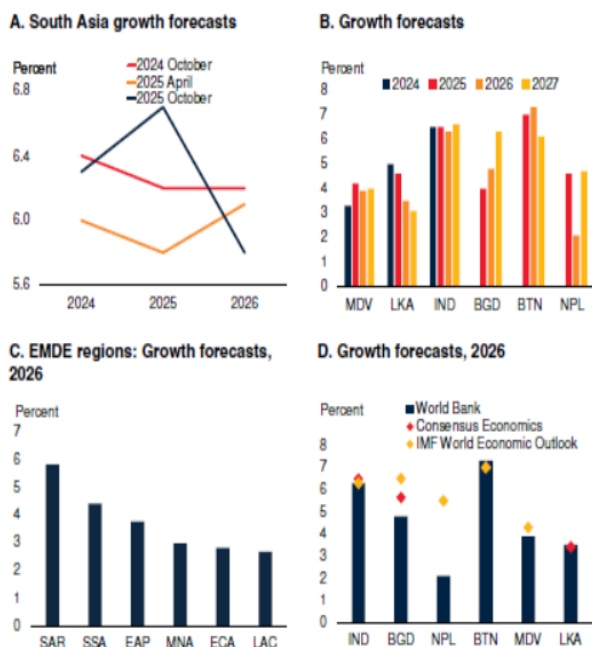 A. South Asia growth forecasts
Percent
2024 October
2025 April
2025 October
6.8
6.4
6.0
5.6
2024 2025 2026
B. Growth forecasts
Percent
2024 2025 2026 2027
8
7
6
5
4
3
2
1
0
MDV LKA IND BGD BTN NPL
C. EMDE regions: Growth forecasts,
2026
Percent
7
6
5
4
3
2
1
0
SAR SSA EAP MNA ECA LAC
D. Growth forecasts, 2026
Percent
World Bank
Consensus Economics
IMF World Economic Outlook
8
7
6
5
4
3
2
1
0
IND BGD NPL BTN MDV LKA